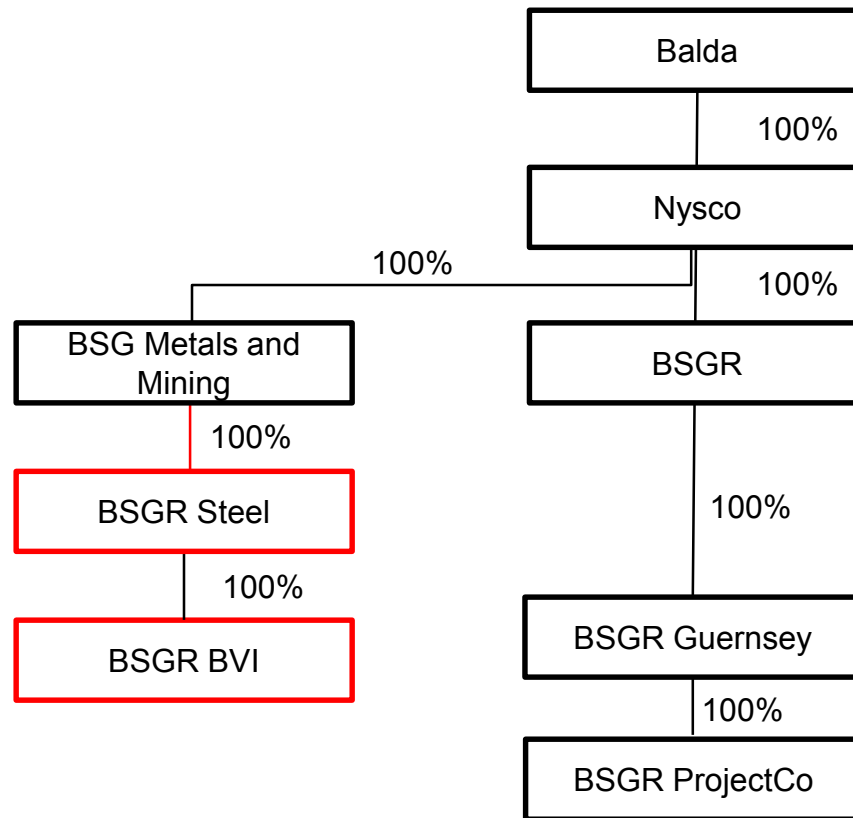 Balda
100%
Nysco
100%
100%
BSG Metals and
Mining
BSGR
100%
BSGR Steel
100%
100%
BSGR BVI
BSGR Guernsey
100%
BSGR ProjectCo